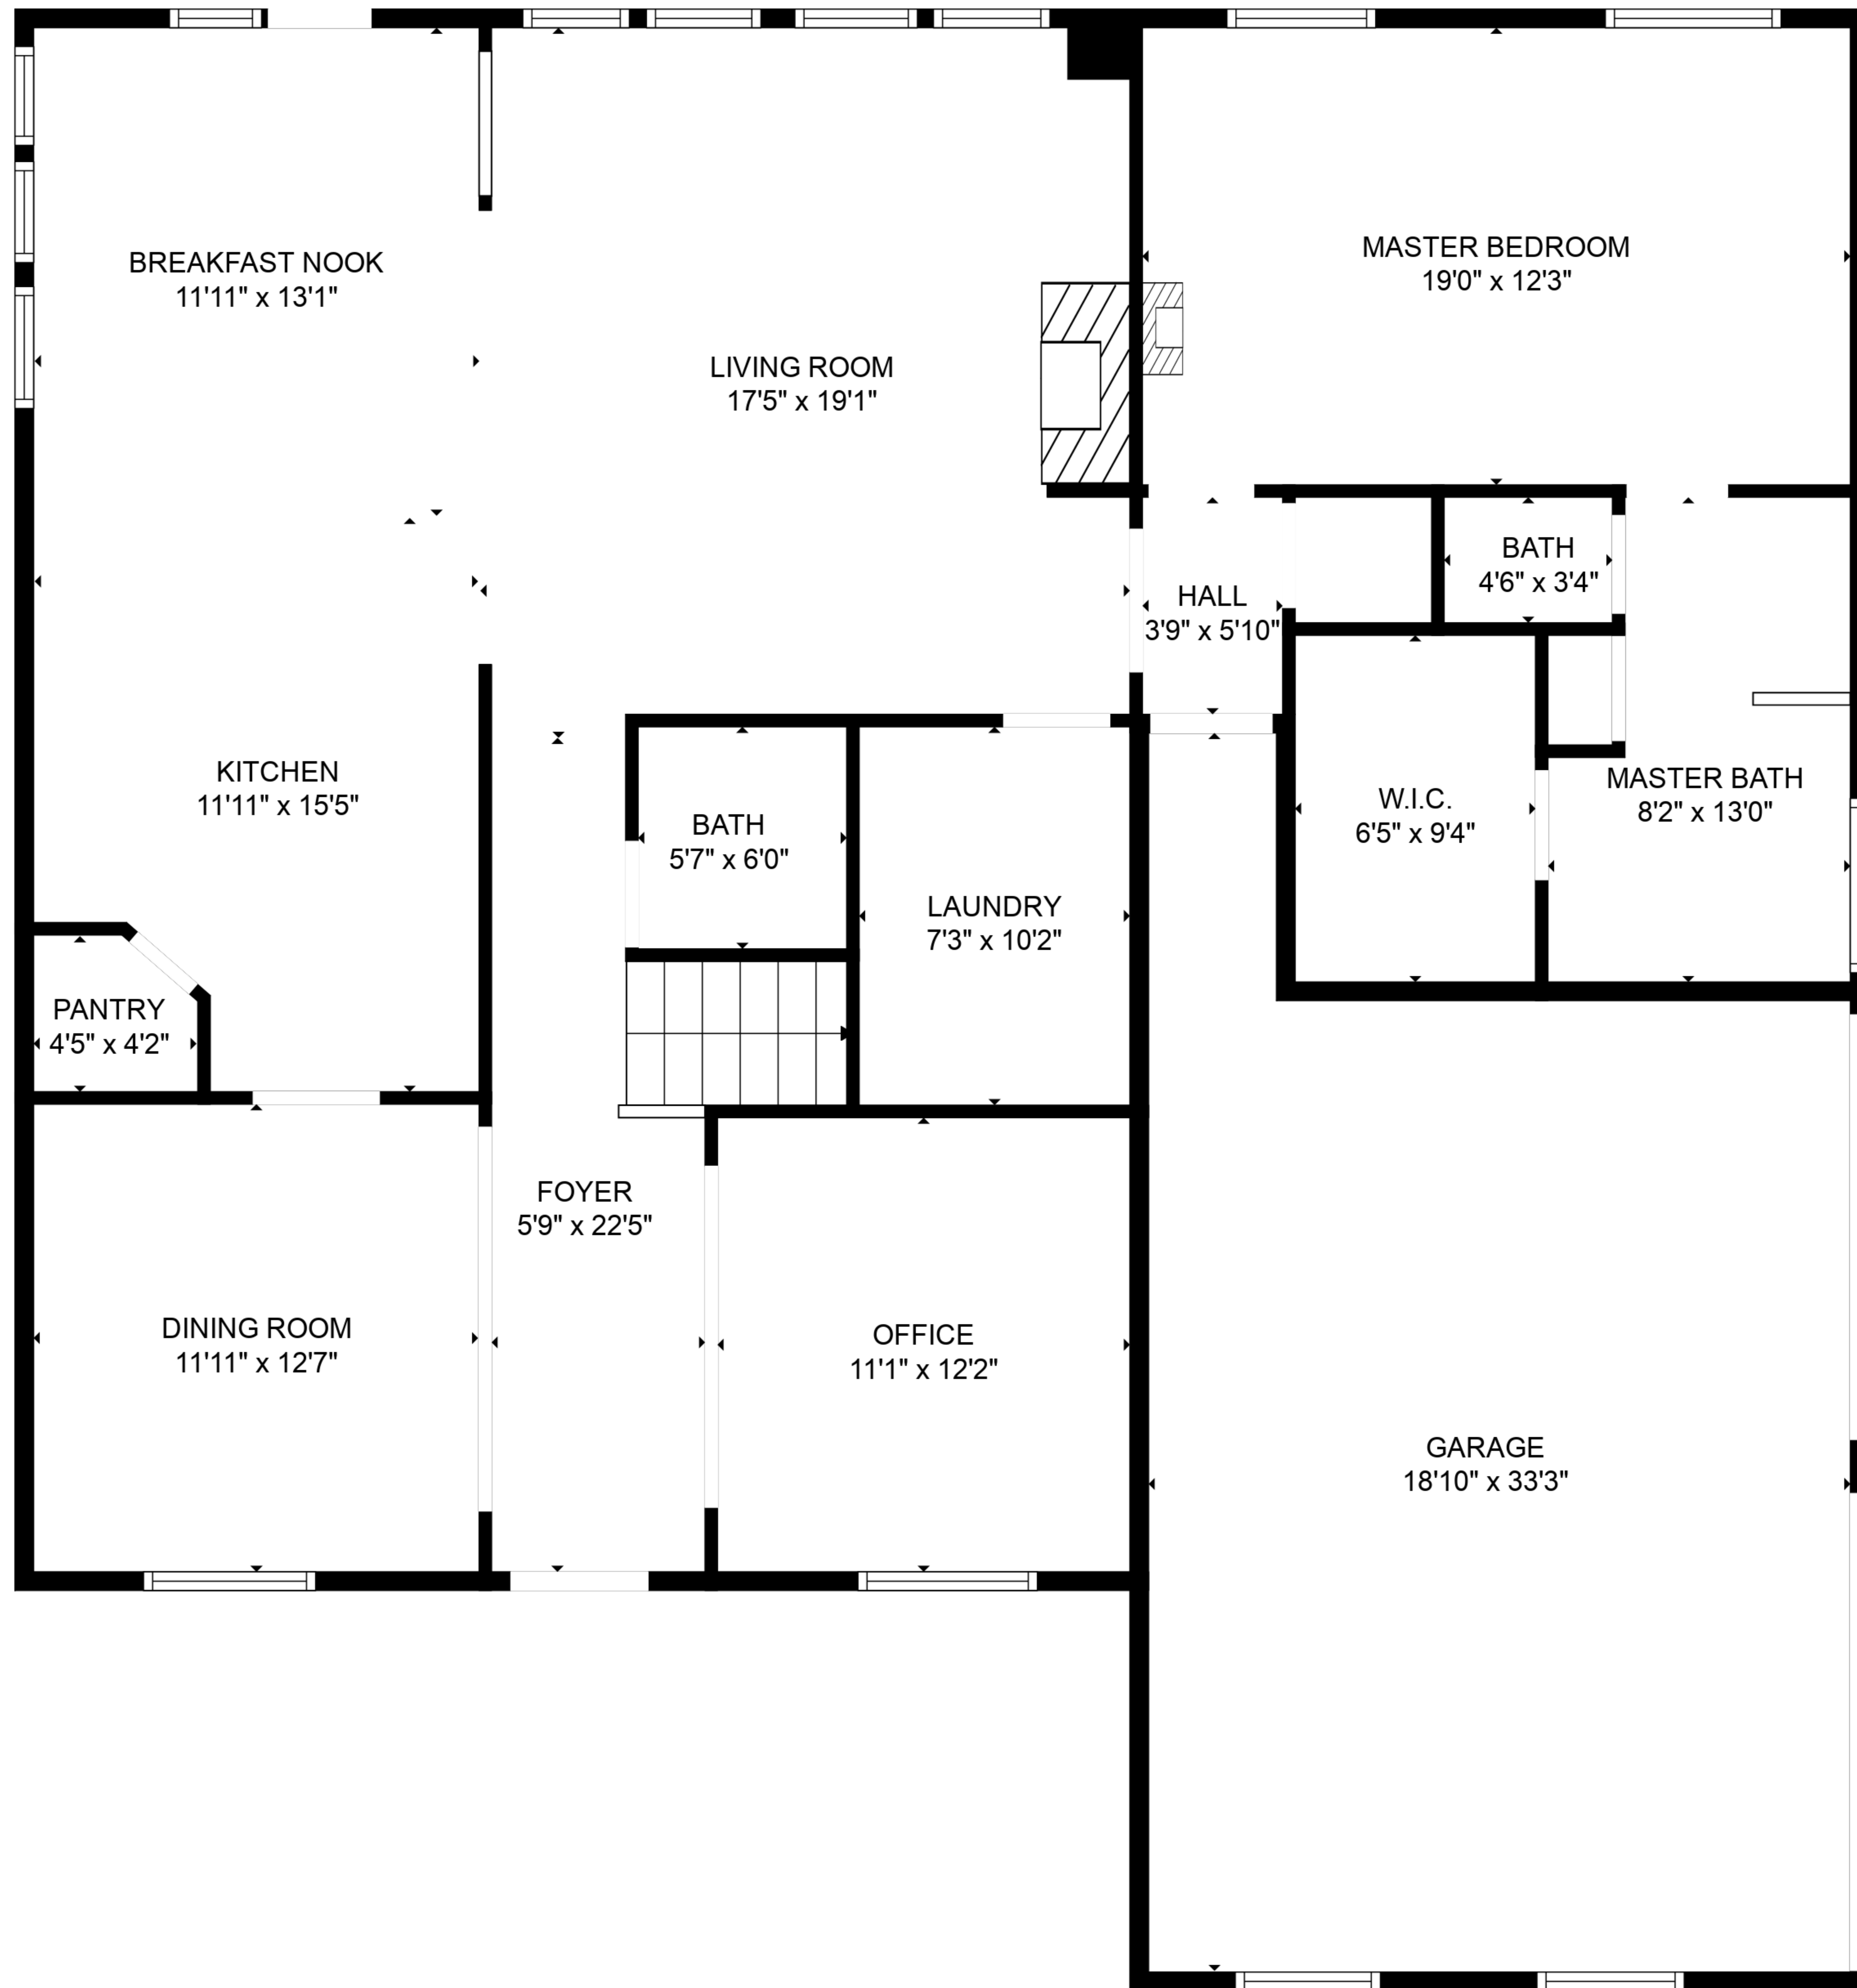 BREAKFAST NOOK
11'11" x 13'1"
LIVING ROOM
17'5" x 19'1"
MASTER BEDROOM
19'0" x 12'3"
HALL
3'9" x 5'10"
BATH
4'6" x 3'4"
KITCHEN
11'11" x 15'5"
BATH
5'7" x 6'0"
LAUNDRY
7'3" x 10'2"
W.I.C.
6'5" x 9'4"
MASTER BATH
8'2" x 13'0"
PANTRY
4'5" x 4'2"
FOYER
5'9" x 22'5"
DINING ROOM
11'11" x 12'7"
OFFICE
11'1" x 12'2"
GARAGE
18'10" x 33'3"